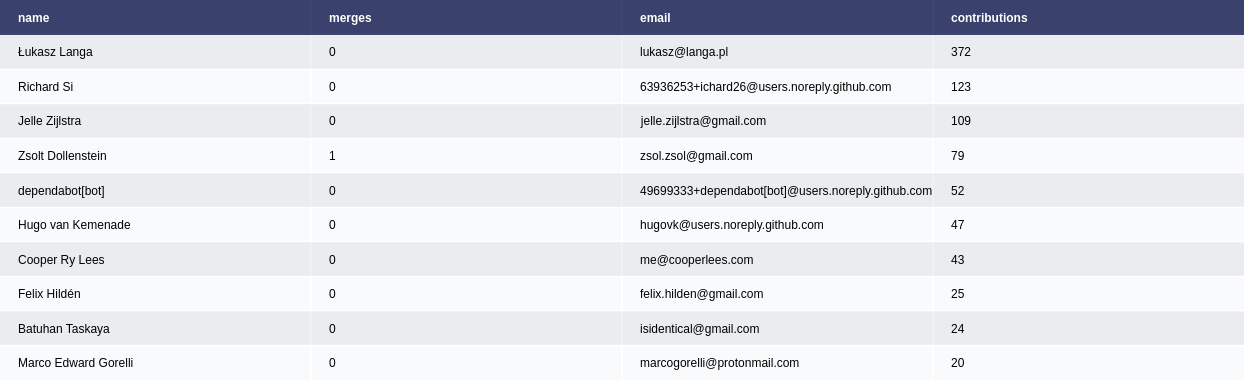 name merges email contributions
Łukasz Langa 0 lukasz@langa.pl 372
Richard Si 0 63936253+ichard26@users.noreply.github.com 123
Jelle Zijlstra 0 jelle.zijlstra@gmail.com 109
Zsolt Dollenstein 1 zsol.zsol@gmail.com 79
dependabot[bot] 0 49699333+dependabot[bot]@users.noreply.github.com 52
Hugo van Kemenade 0 hugovk@users.noreply.github.com 47
Cooper Ry Lees 0 me@cooperlees.com 43
Felix Hildén 0 felix.hilden@gmail.com 25
Batuhan Taskaya 0 isidentical@gmail.com 24
Marco Edward Gorelli 0 marcogorelli@protonmail.com 20